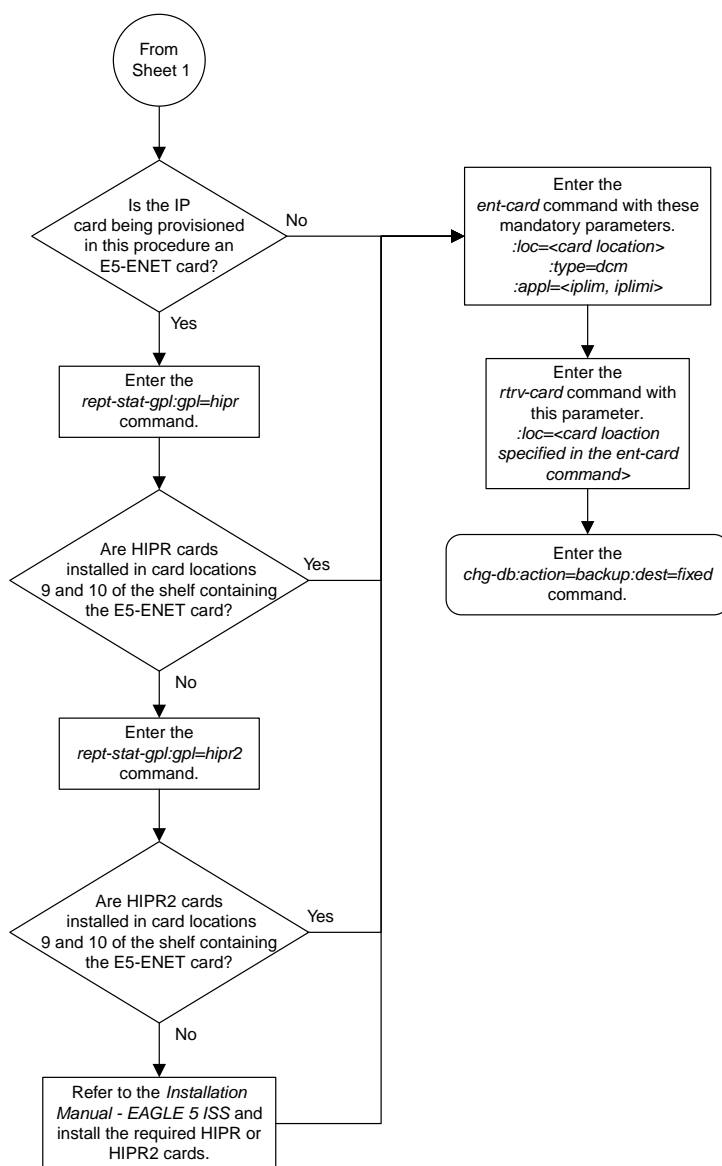 From
Sheet 1
Is the IP
card being provisioned
in this procedure an
E5-ENET card?
No
Yes
Enter the
rept-stat-gpl:gpl=hipr
command.
Are HIPR cards
installed in card locations
9 and 10 of the shelf containing
the E5-ENET card?
Yes
No
Enter the
rept-stat-gpl:gpl=hipr2
command.
Are HIPR2 cards
installed in card locations
9 and 10 of the shelf containing
the E5-ENET card?
Yes
No
Refer to the Installation
Manual - EAGLE 5 ISS and
install the required HIPR or
HIPR2 cards.
Enter the
ent-card command with these
mandatory parameters.
:loc=<card location>
:type=dcm
:appl=<iplim, iplimi>
Enter the
rtrv-card command with
this parameter.
:loc=<card loaction
specified in the ent-card
command>
Enter the
chg-db:action=backup:dest=fixed
command.